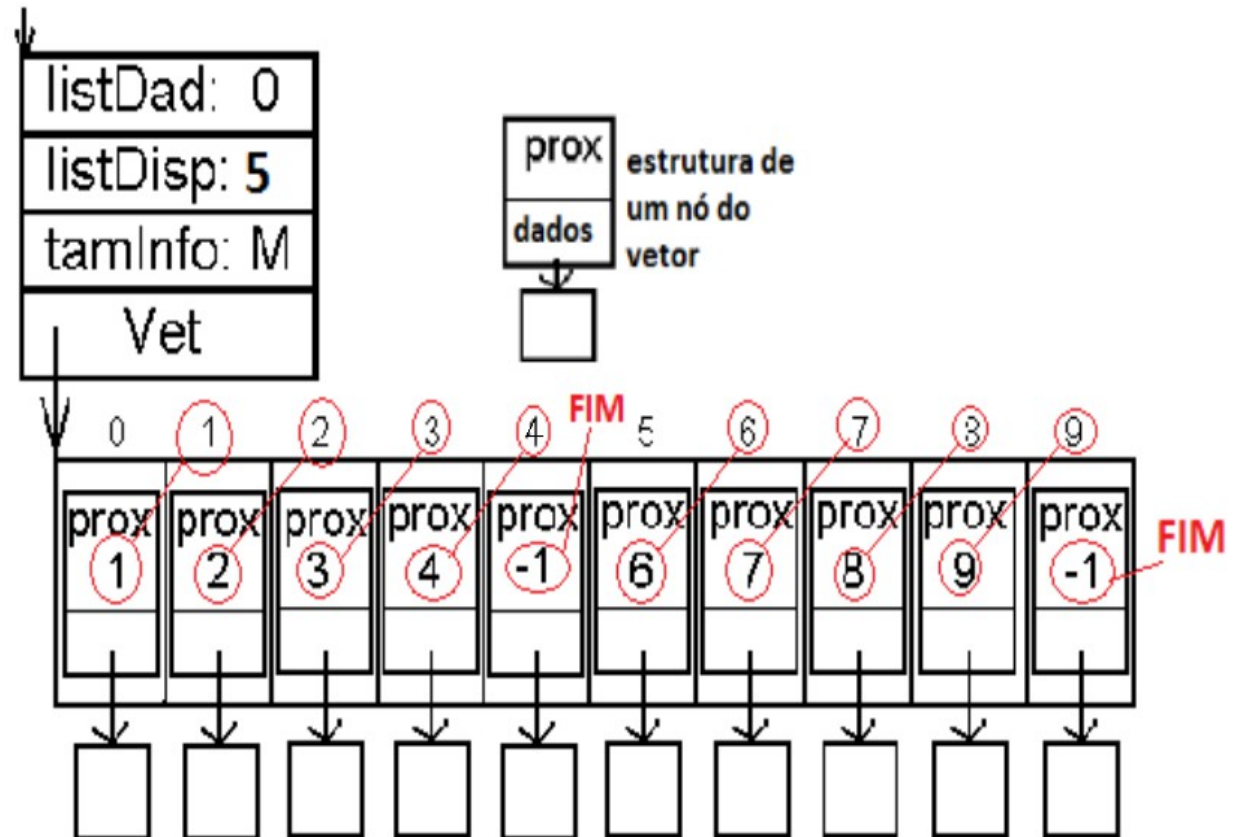 listDad: 0
listDisp: 5
tamInfo: M
Vet
prox
dados
estrutura de
um nó do
vetor
FIM
0 1 2 3 4 5 6 7 8 9
prox prox prox prox prox prox prox prox prox prox
1 2 3 4 -1 6 7 8 9 -1
FIM